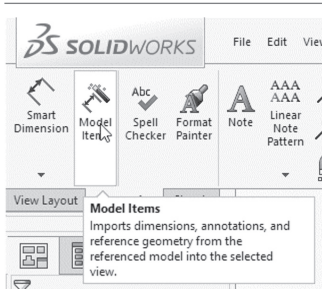 SOLIDWORKS
File Edit
Smart Dimension
Model Items
Abc
Spell Checker
Format Painter
A
Note
AAA
AAA
Linear Note Pattern
View Layout
Model Items
Imports dimensions, annotations, and
reference geometry from the
referenced model into the selected
view.